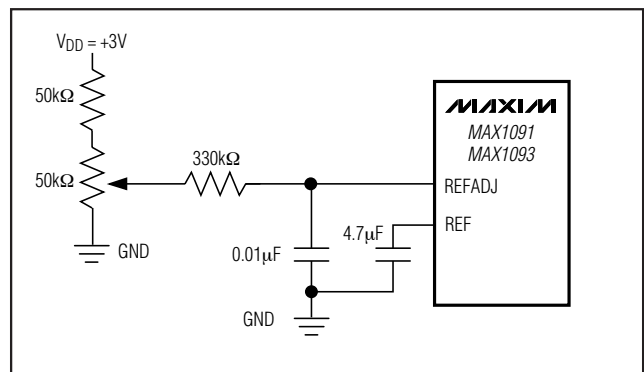 V_DD = +3V
50kΩ
50kΩ
GND
330kΩ
0.01µF
4.7µF
GND
MAXIM
MAX1091
MAX1093
REFADJ
REF